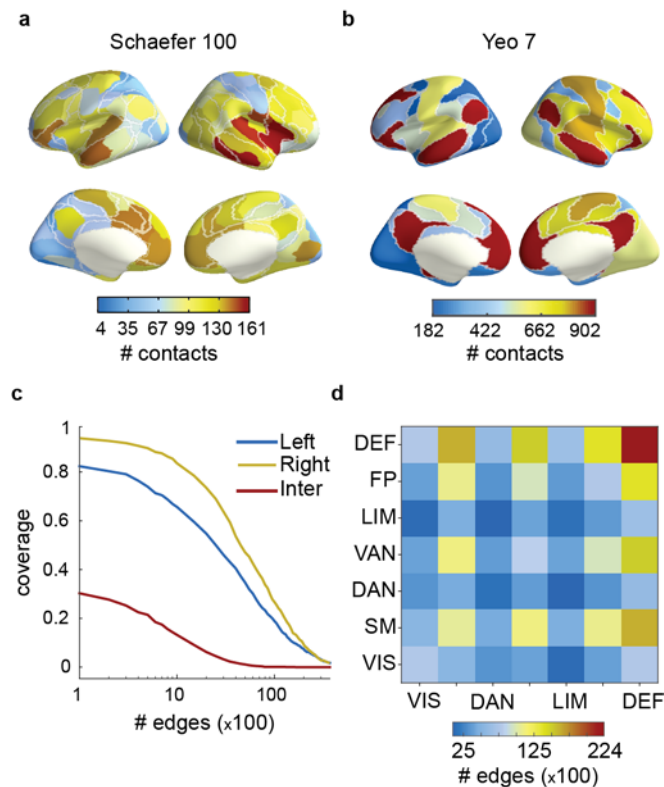 a
Schaefer 100
4 35 67 99 130 161
# contacts
b
Yeo 7
182 422 662 902
# contacts
c
1
0.8
0.6
0.4
0.2
0
coverage
Left
Right
Inter
1 10 100
# edges (x100)
d
DEF
FP
LIM
VAN
DAN
SM
VIS
VIS DAN LIM DEF
25 125 224
# edges (x100)